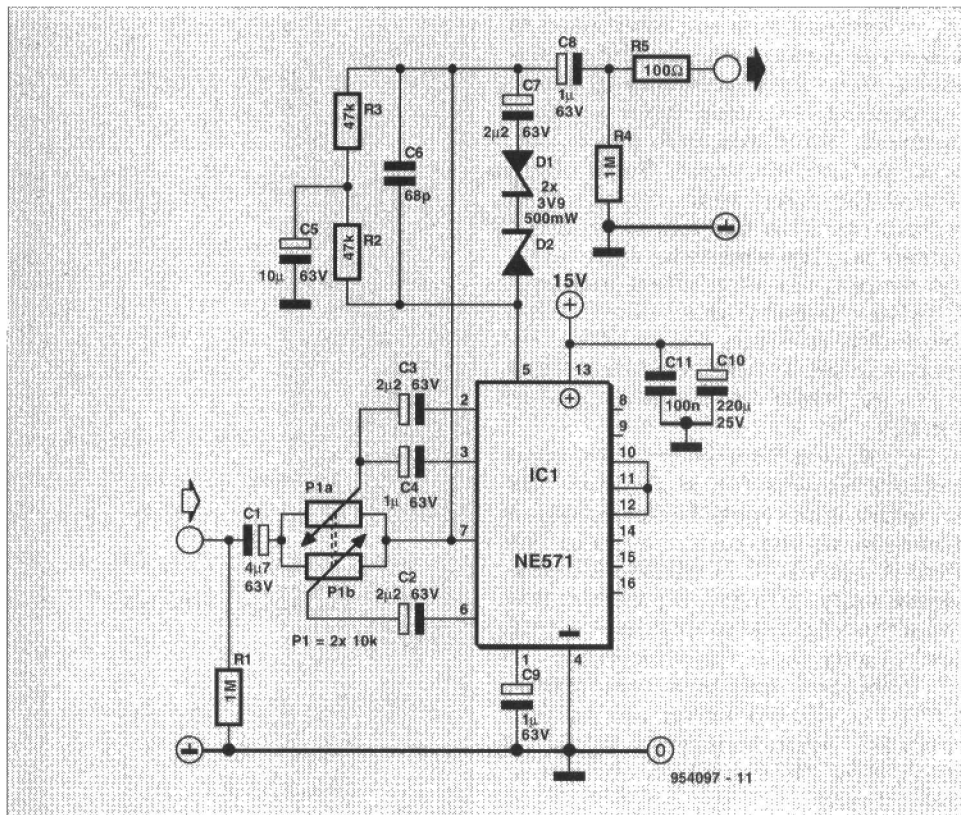 C8
R5
100Ω
1µ
63V
C7
2µ2 63V
R3
47k
C6
68p
R4
1M
D1
2x
3V9
500mW
D2
C5
10µ 63V
R2
47k
15V
+
5
13
+
C11
100n
C10
220µ
25V
C3
2µ2 63V
2
8
9
3
10
C4
1µ 63V
IC1
11
12
P1a
C1
4µ7
63V
7
14
NE571
15
P1b
C2
2µ2 63V
6
16
P1 = 2x 10k
R1
1M
1
4
C9
1µ
63V
0
954097 - 11